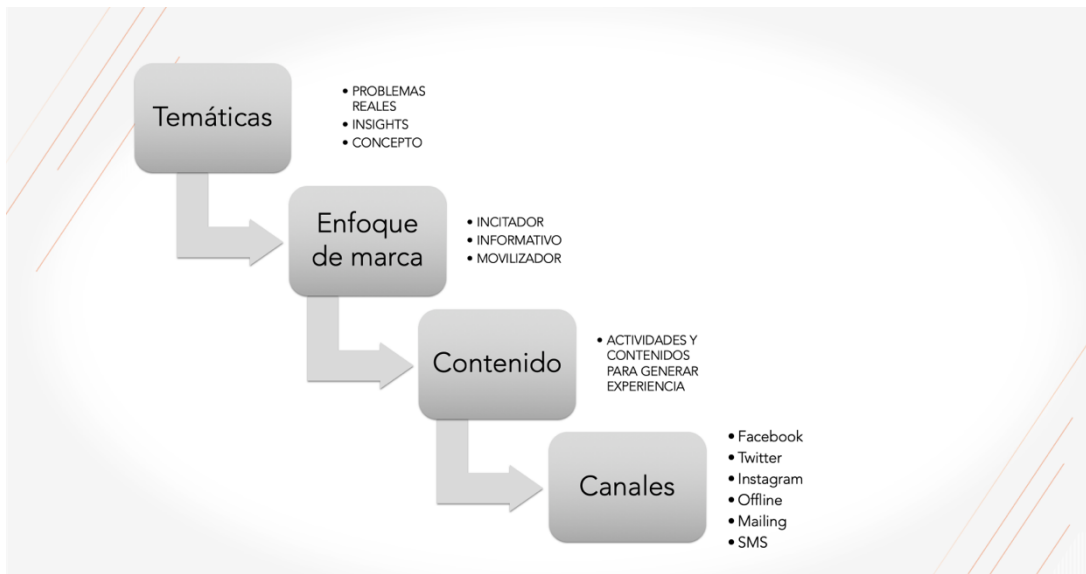 Temáticas
• PROBLEMAS
REALES
• INSIGHTS
• CONCEPTO
Enfoque
de marca
• INCITADOR
• INFORMATIVO
• MOVILIZADOR
Contenido
• ACTIVIDADES Y
CONTENIDOS
PARA GENERAR
EXPERIENCIA
Canales
• Facebook
• Twitter
• Instagram
• Offline
• Mailing
• SMS